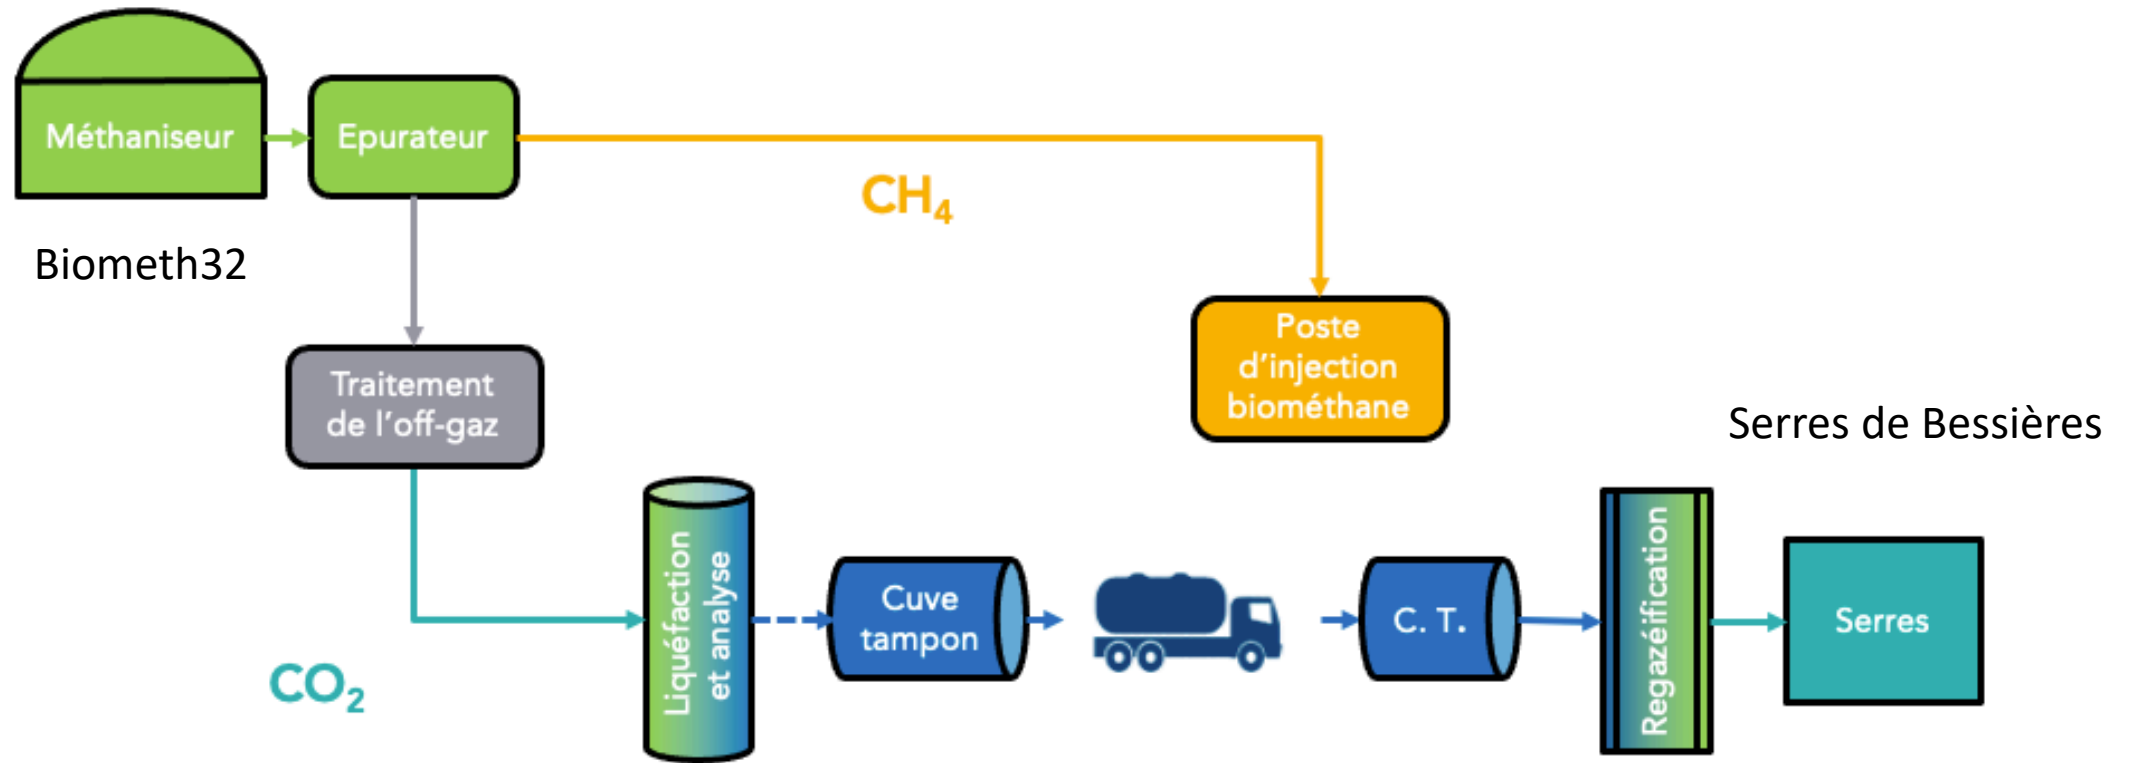 Méthaniseur
Epurateur
CH₄
Biometh32
Poste
d'injection
biométhane
Traitement
de l'off-gaz
Serres de Bessières
Liquéfaction
et analyse
Cuve
tampon
C. T.
Regazéification
Serres
CO₂